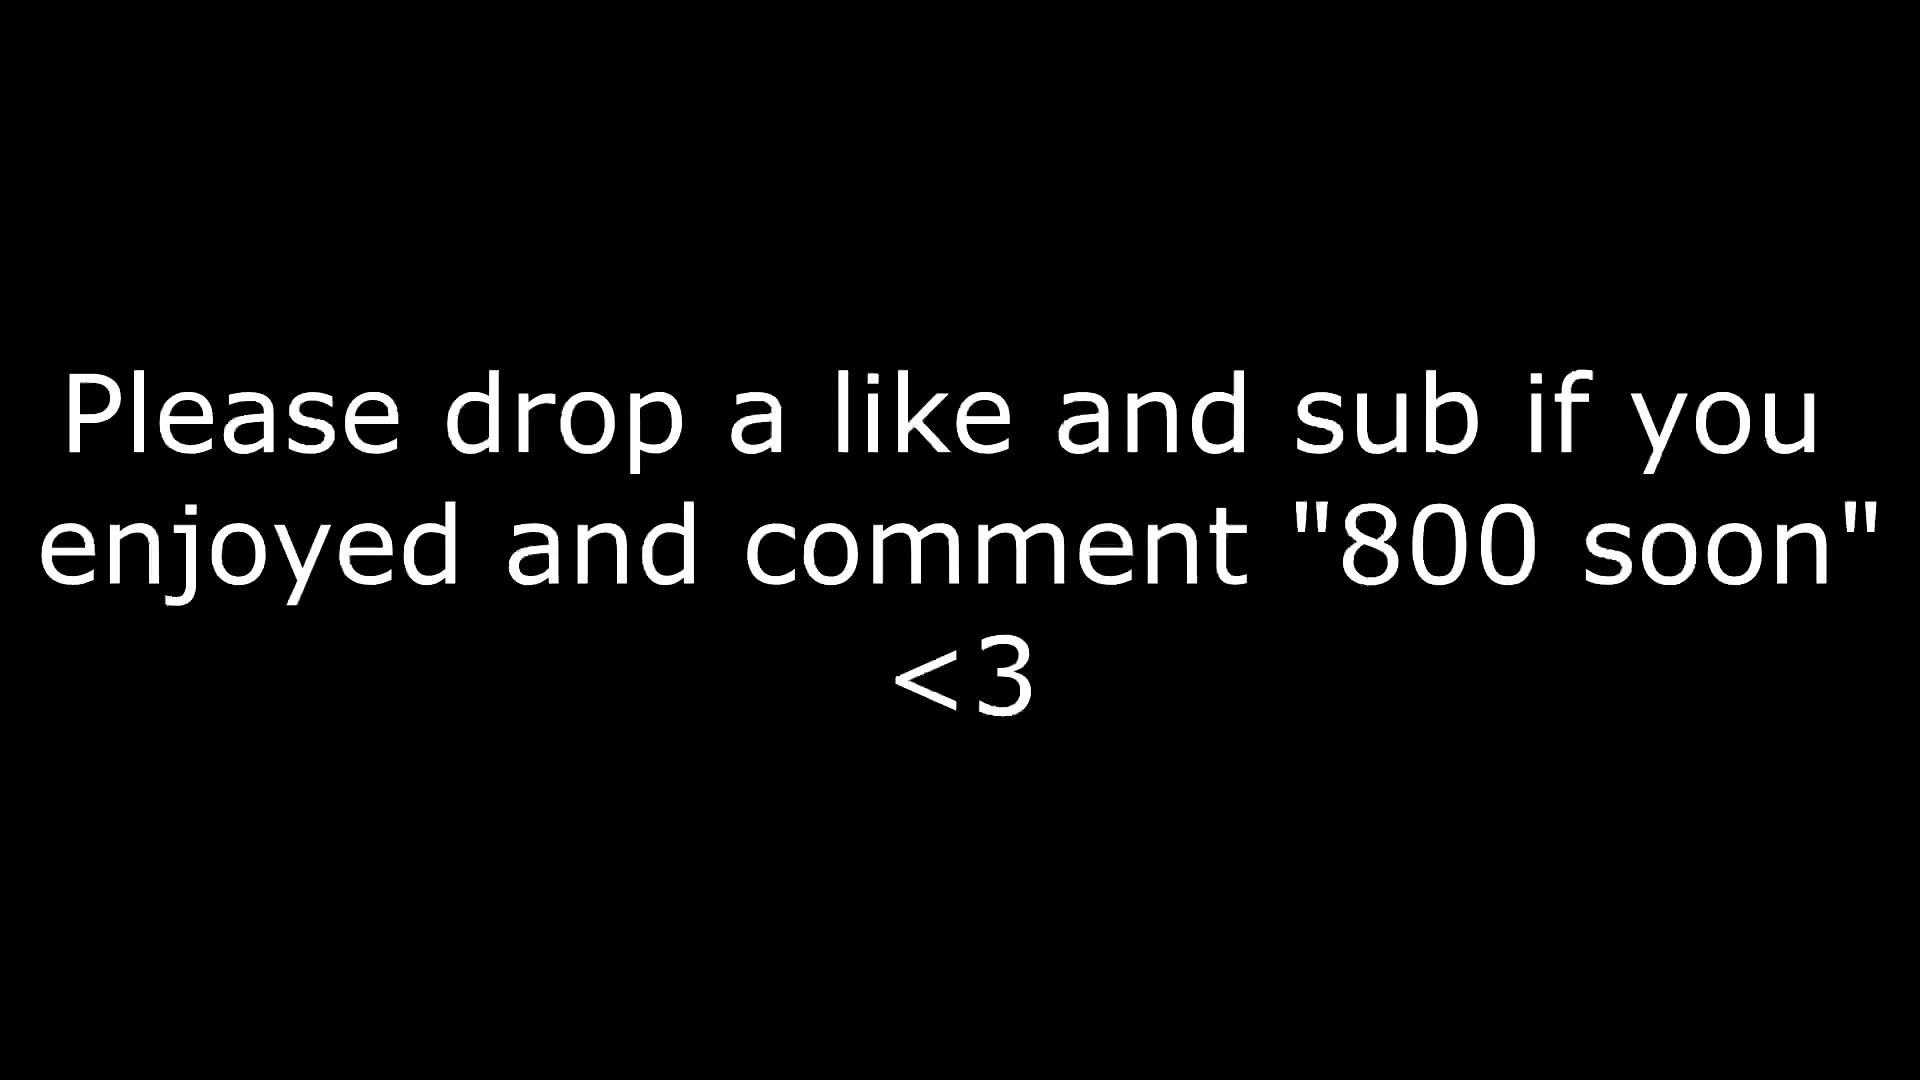 Please drop a like and sub if you
enjoyed and comment "800 soon"
<3